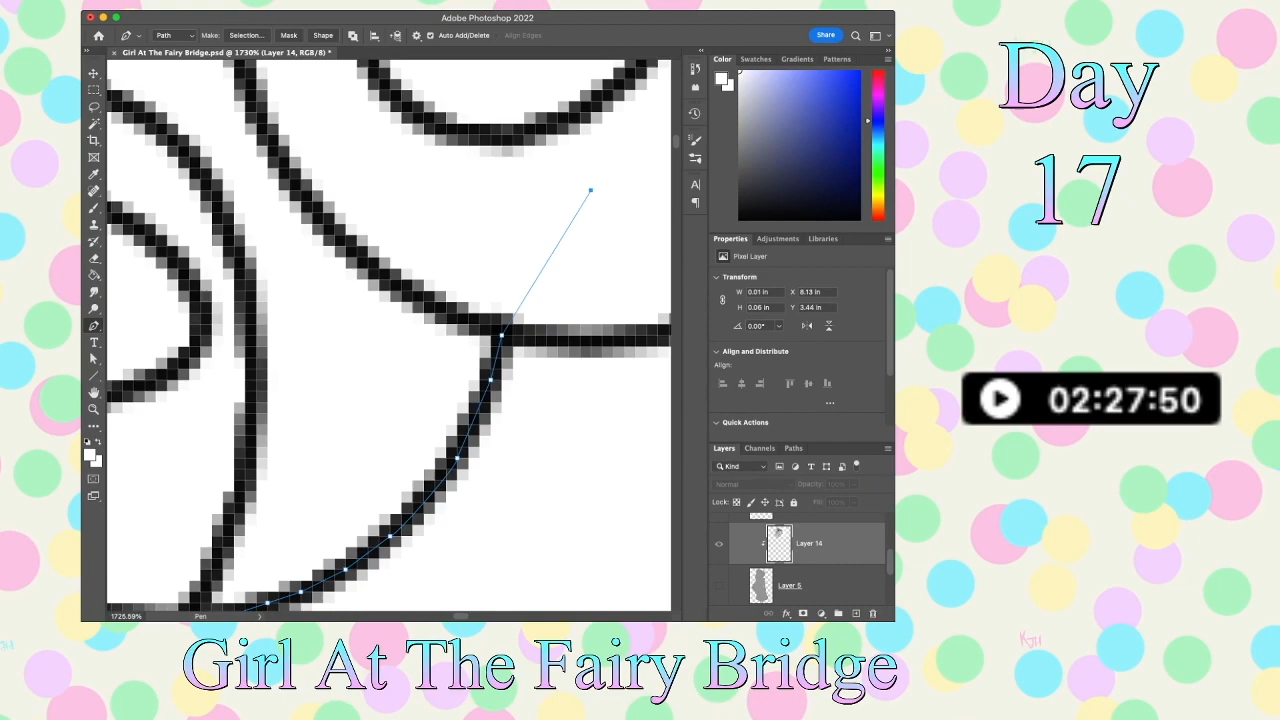 Adobe Photoshop 2022
Path Make: Selection... Mask Shape Auto Add/Delete Align Edges Share
Girl At The Fairy Bridge.psd @ 1730% (Layer 14, RGB/8) *
Color Swatches Gradients Patterns
Day
17
Properties Adjustments Libraries
Pixel Layer
Transform
W 0.01 in X 8.13 in
H 0.06 in Y 3.44 in
0.00°
Align and Distribute
Align:
02:27:50
Quick Actions
Layers Channels Paths
Kind
Normal Opacity: 100%
Lock: Fill: 100%
Layer 14
Layer 5
1725.59% Pen
Girl At The Fairy Bridge